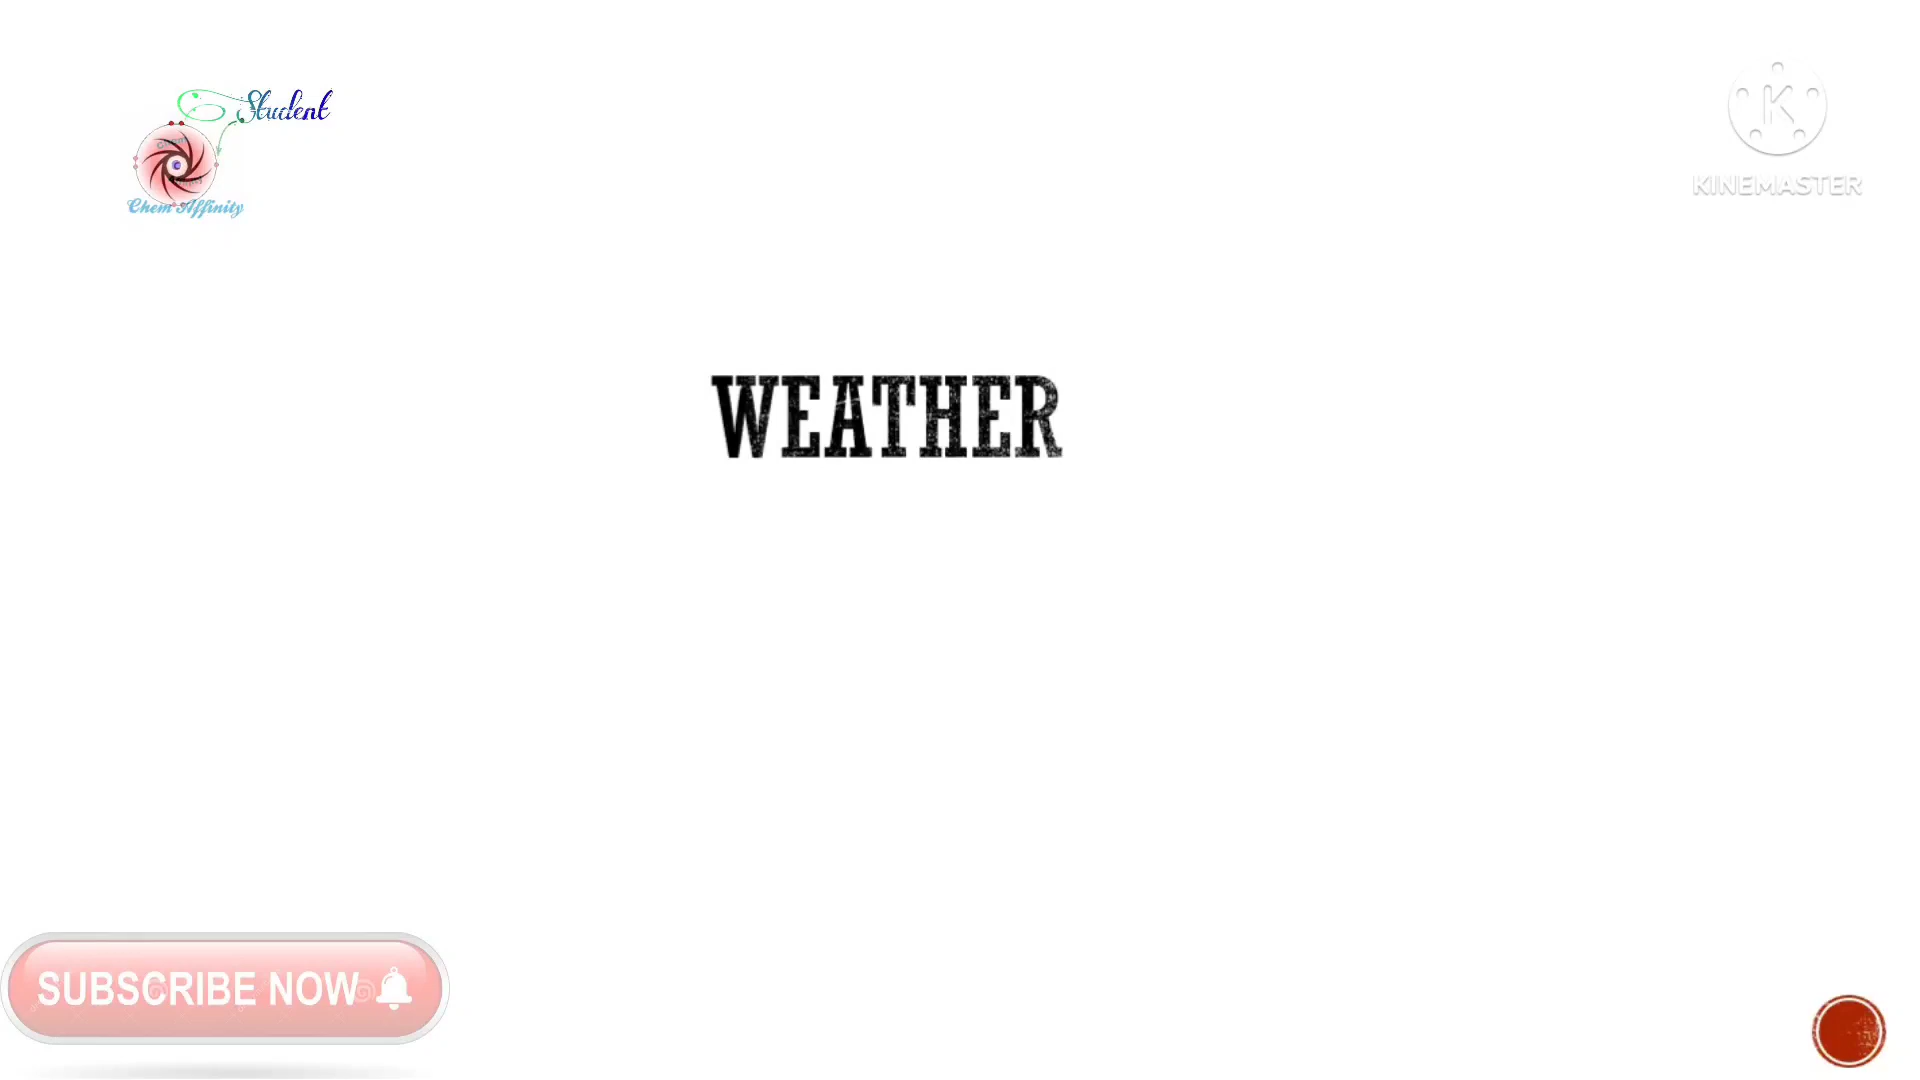 Student
Chem Affinity
KINEMASTER
WEATHER
SUBSCRIBE NOW